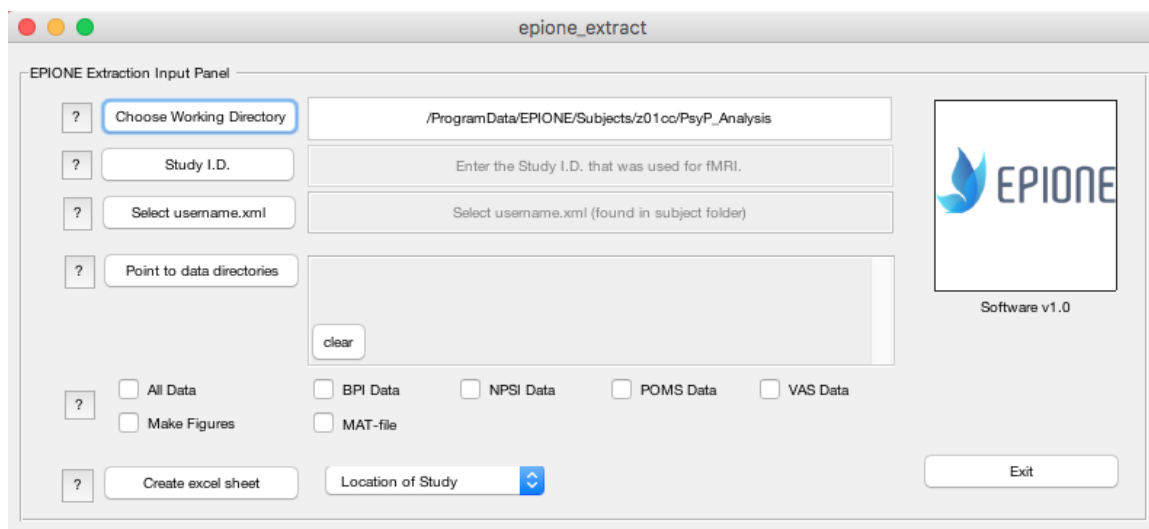 epione_extract
EPIONE Extraction Input Panel
? Choose Working Directory /ProgramData/EPIONE/Subjects/z01cc/PsyP_Analysis
? Study I.D. Enter the Study I.D. that was used for fMRI.
? Select username.xml Select username.xml (found in subject folder)
EPIONE
Software v1.0
? Point to data directories
clear
? All Data BPI Data NPSI Data POMS Data VAS Data
Make Figures MAT-file
? Create excel sheet Location of Study Exit